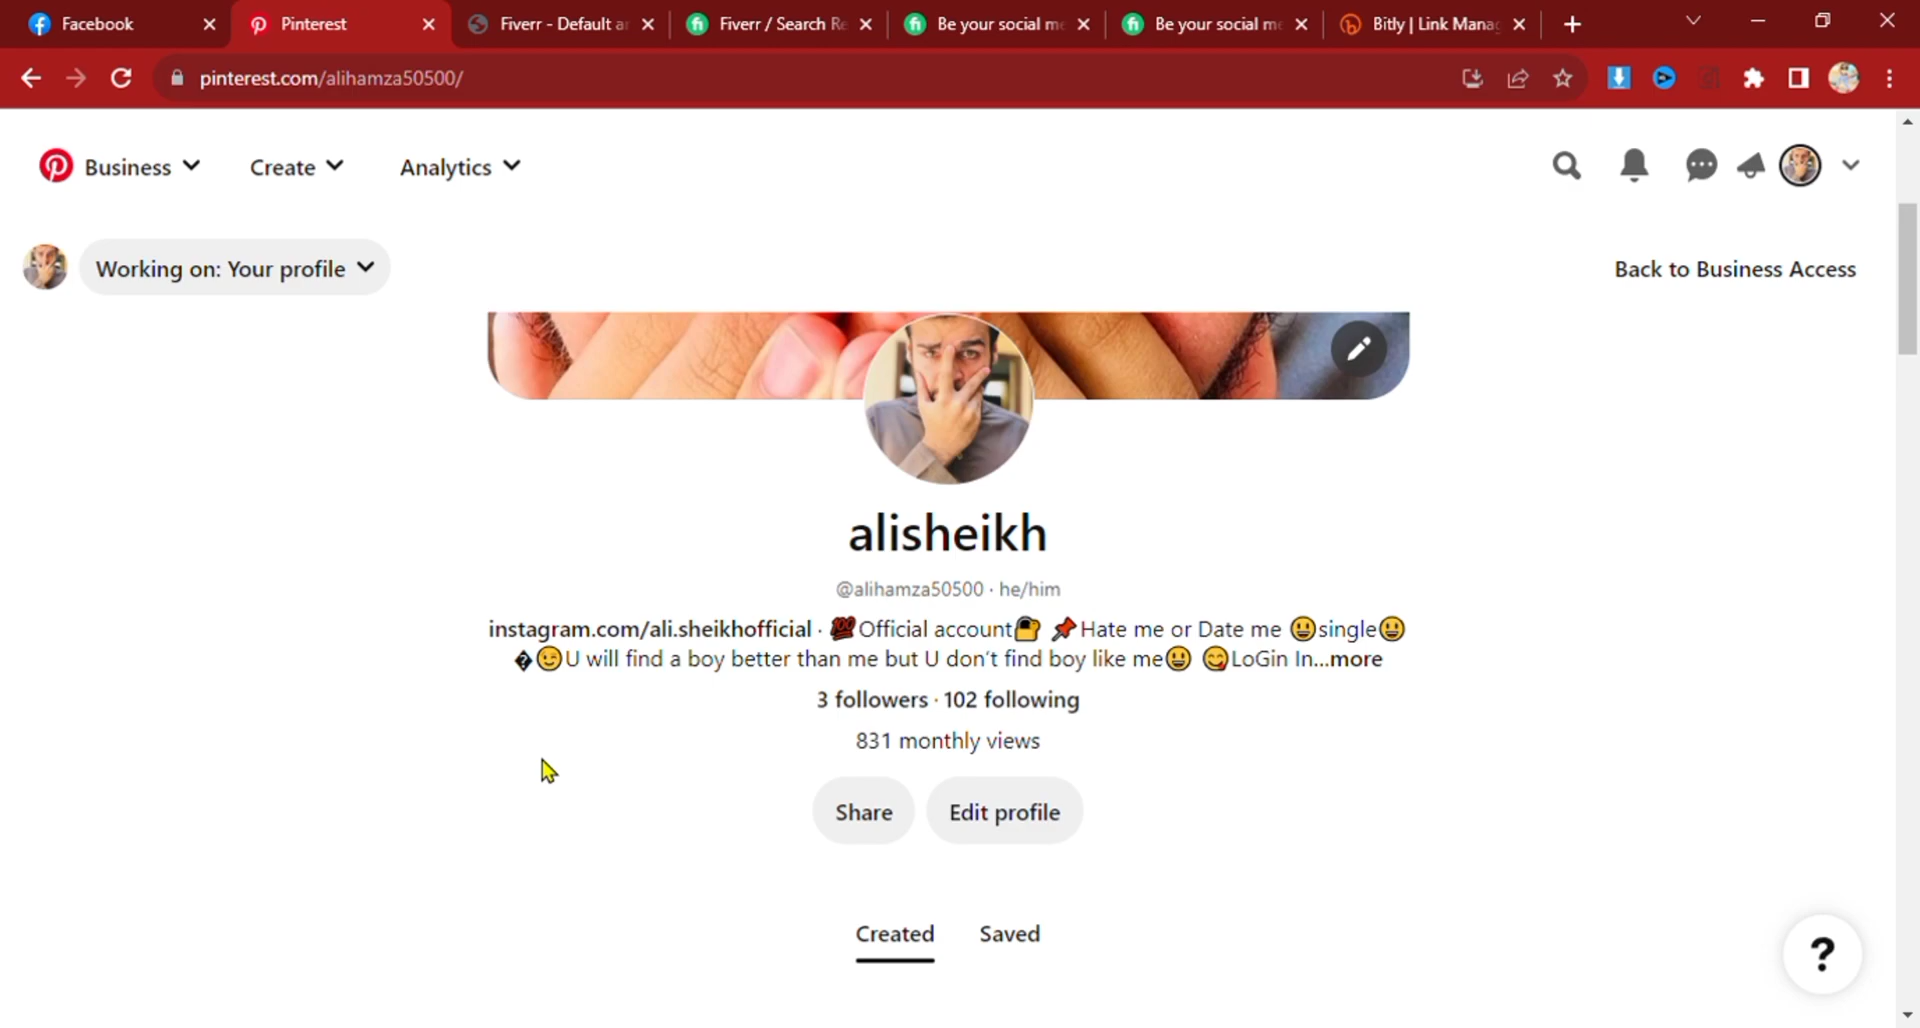 Facebook
Pinterest
Fiverr - Default a
Fiverr / Search Re
Be your social me
Be your social me
Bitly | Link Mana
pinterest.com/alihamza50500/
Business
Create
Analytics
Working on: Your profile
Back to Business Access
alisheikh
@alihamza50500 · he/him
instagram.com/ali.sheikhofficial · 💯Official account🔐 📌Hate me or Date me 😃single😃
�😉U will find a boy better than me but U don't find boy like me😃 😋LoGin In...more
3 followers · 102 following
831 monthly views
Share
Edit profile
Created
Saved
?